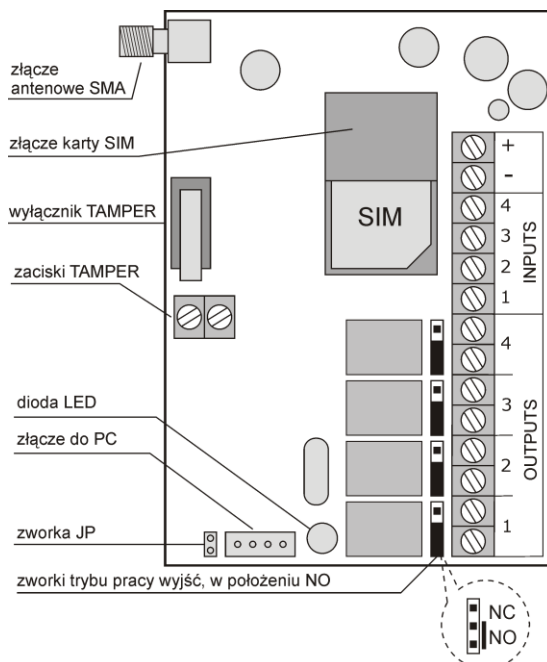 złącze
antenowe SMA
złącze karty SIM
wyłącznik TAMPER
zaciski TAMPER
dioda LED
złącze do PC
zworka JP
zworki trybu pracy wyjść, w położeniu NO
SIM
+
-
4
3
2
1
INPUTS
4
3
2
1
OUTPUTS
NC
NO